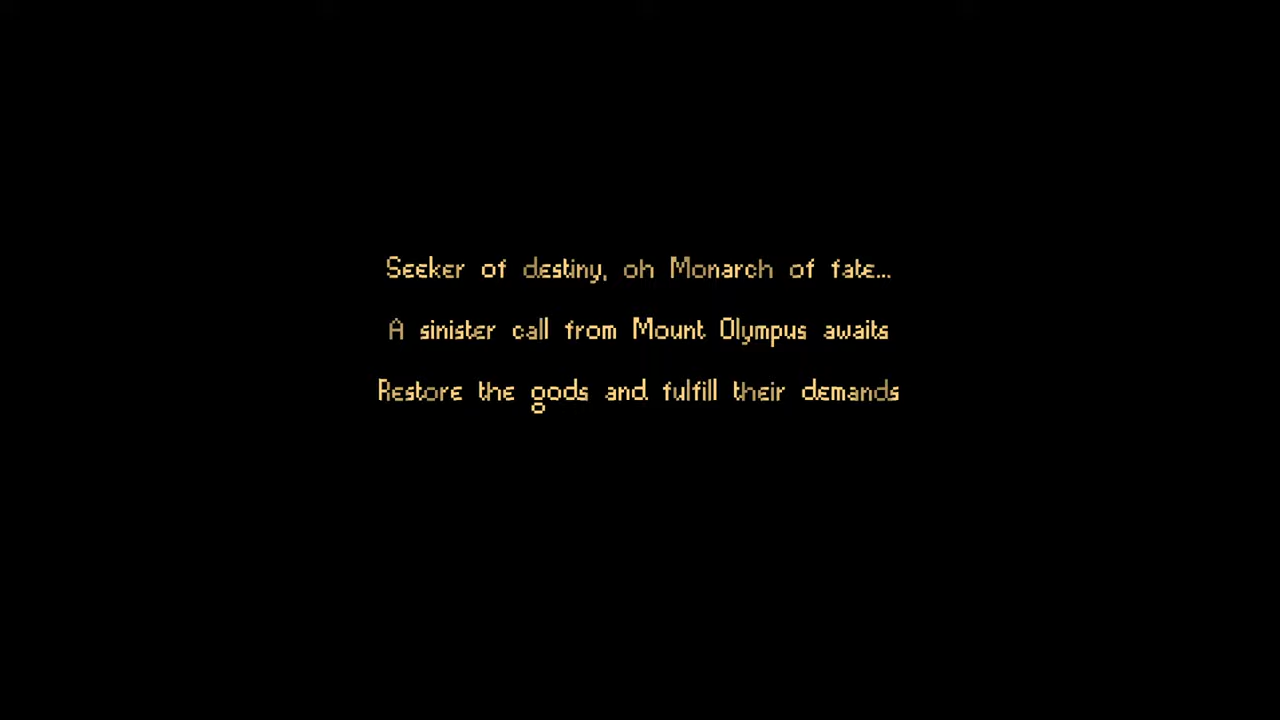 Seeker of destiny, oh Monarch of fate...
A sinister call from Mount Olympus awaits
Restore the gods and fulfill their demands